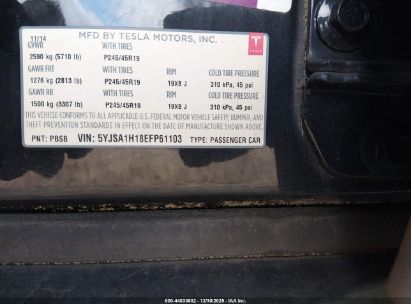 MFD BY TESLA MOTORS, INC.
11/14
GVWR WITH TIRES
2590 kg (5710 lb) P245/45R19
GAWR FRT WITH TIRES RIM COLD TIRE PRESSURE
1276 kg (2813 lb) P245/45R19 19X8 J 310 kPa, 45 psi
GAWR RR WITH TIRES RIM COLD TIRE PRESSURE
1500 kg (3307 lb) P245/45R19 19X8 J 310 kPa, 45 psi
THIS VEHICLE CONFORMS TO ALL APPLICABLE U.S. FEDERAL MOTOR VEHICLE SAFETY, BUMPER, AND
THEFT PREVENTION STANDARDS IN EFFECT ON THE DATE OF MANUFACTURE SHOWN ABOVE.
PNT: PBSB VIN: 5YJSA1H18EFP61103 TYPE: PASSENGER CAR
TESLA